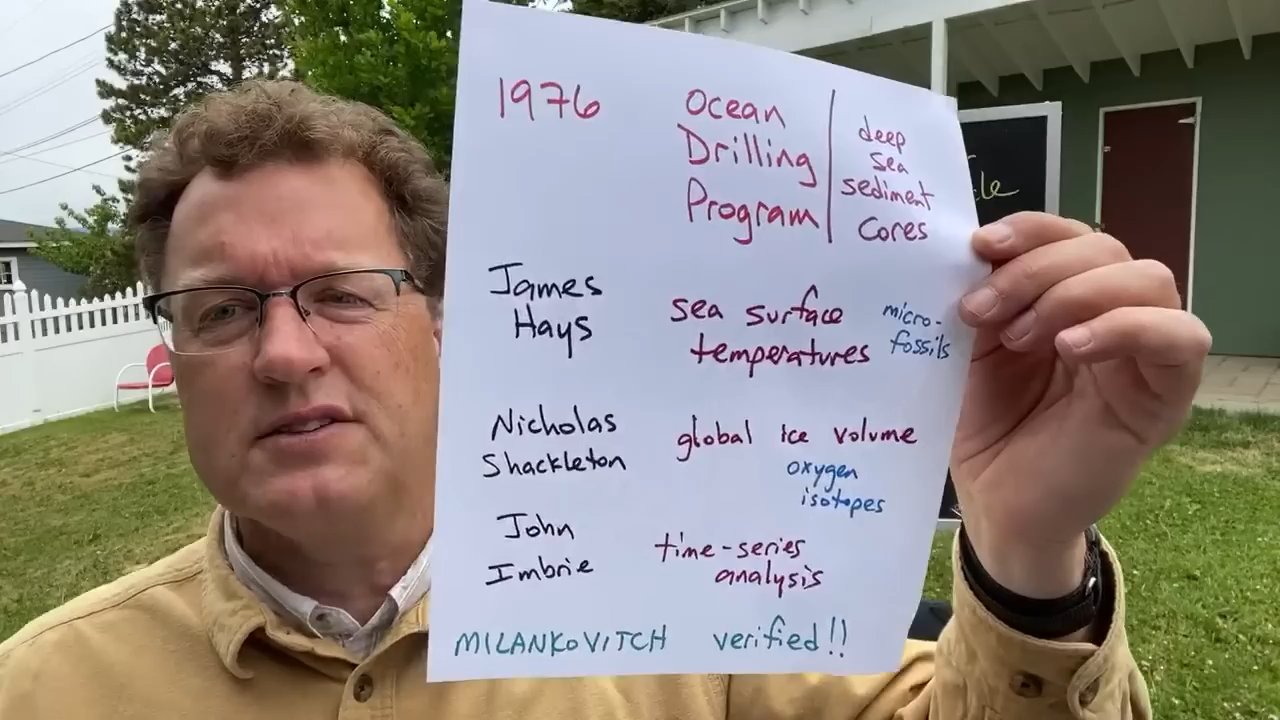 1976
Ocean
Drilling
Program
deep
sea
sediment
cores
James
Hays
sea surface
temperatures
micro-
fossils
Nicholas
Shackleton
global ice volume
oxygen
isotopes
John
Imbrie
time-series
analysis
MILANKOVITCH verified!!